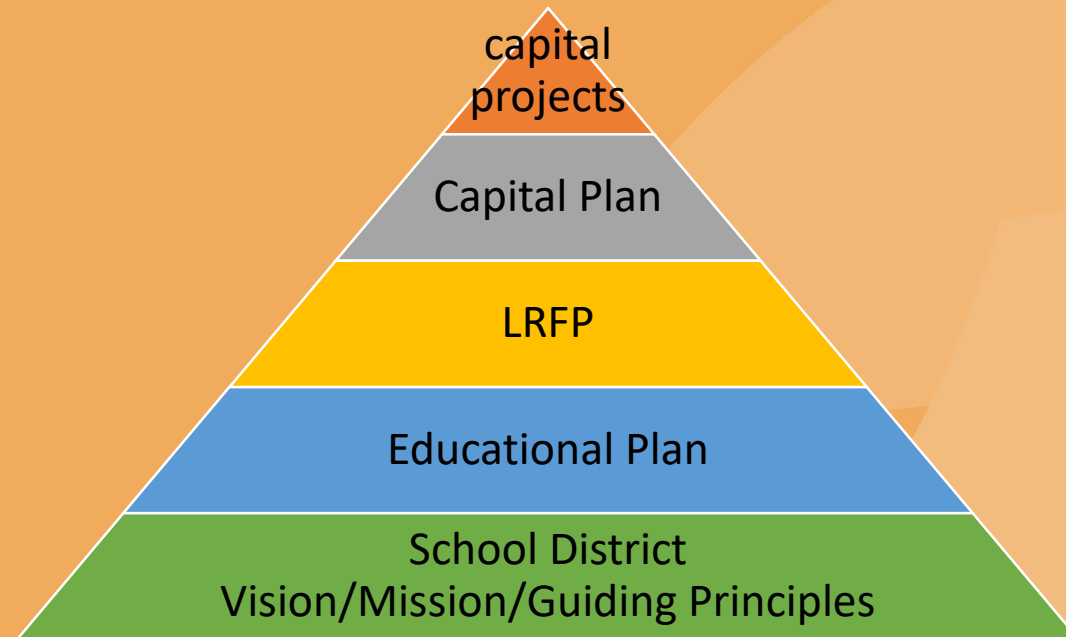 capital
projects
Capital Plan
LRFP
Educational Plan
School District
Vision/Mission/Guiding Principles